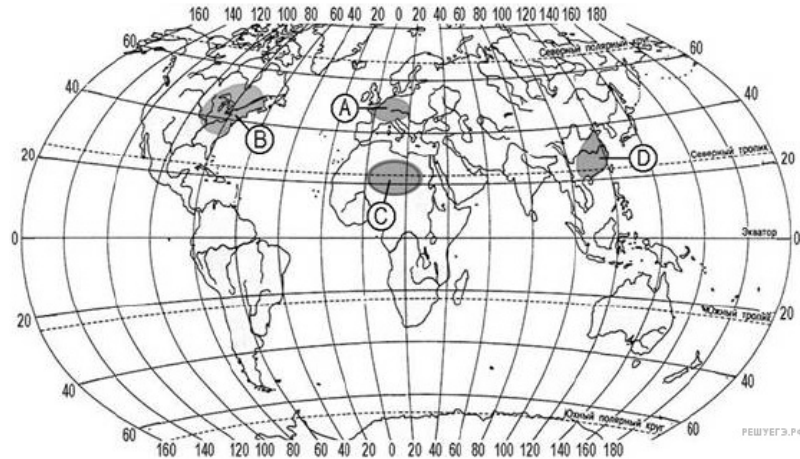 160 140 120 100 80 60 40 20 0 20 40 60 80 100 120 140 160 180
60 Северный полярный круг 60
40 40
A
B
20 Северный тропик 20
D
C
0 Экватор 0
20 Южный тропик 20
40 40
60 Южный полярный круг 60
160 140 120 100 80 60 40 20 0 20 40 60 80 100 120 140 160 180
РЕШУЕГЭ.РФ